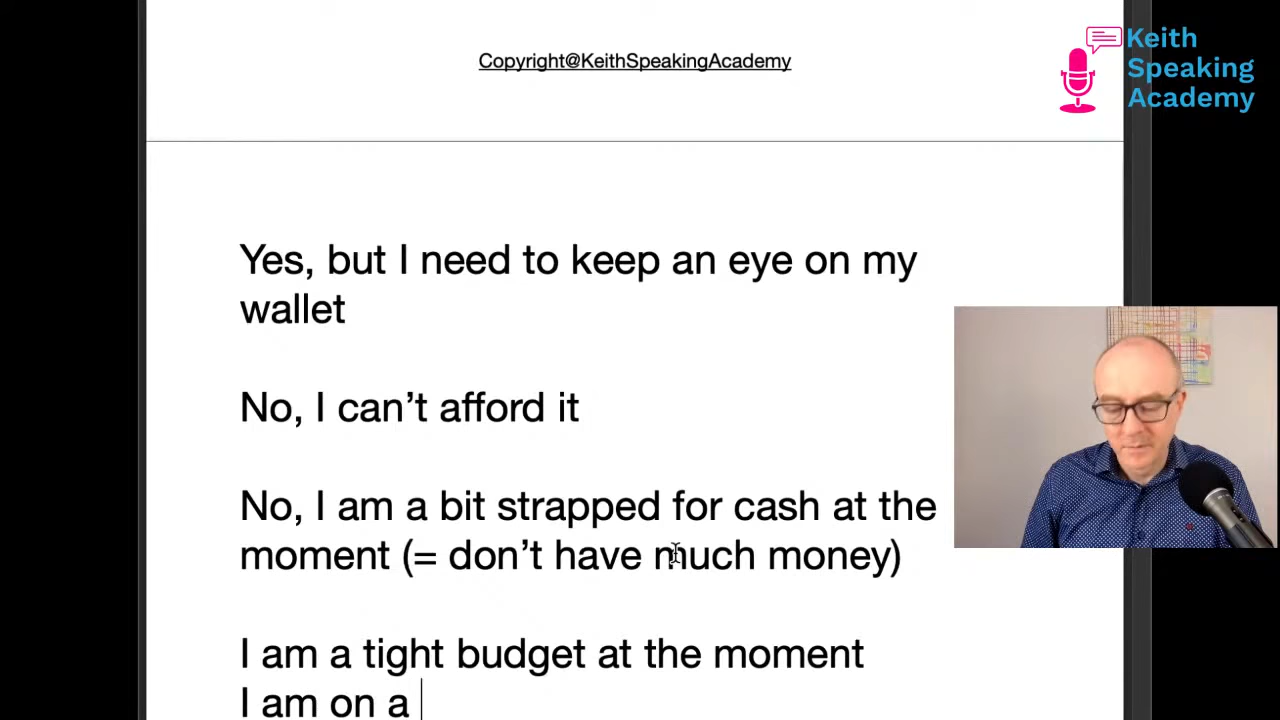 Copyright@KeithSpeakingAcademy
Keith
Speaking
Academy
Yes, but I need to keep an eye on my
wallet
No, I can’t afford it
No, I am a bit strapped for cash at the
moment (= don’t have much money)
I am a tight budget at the moment
I am on a